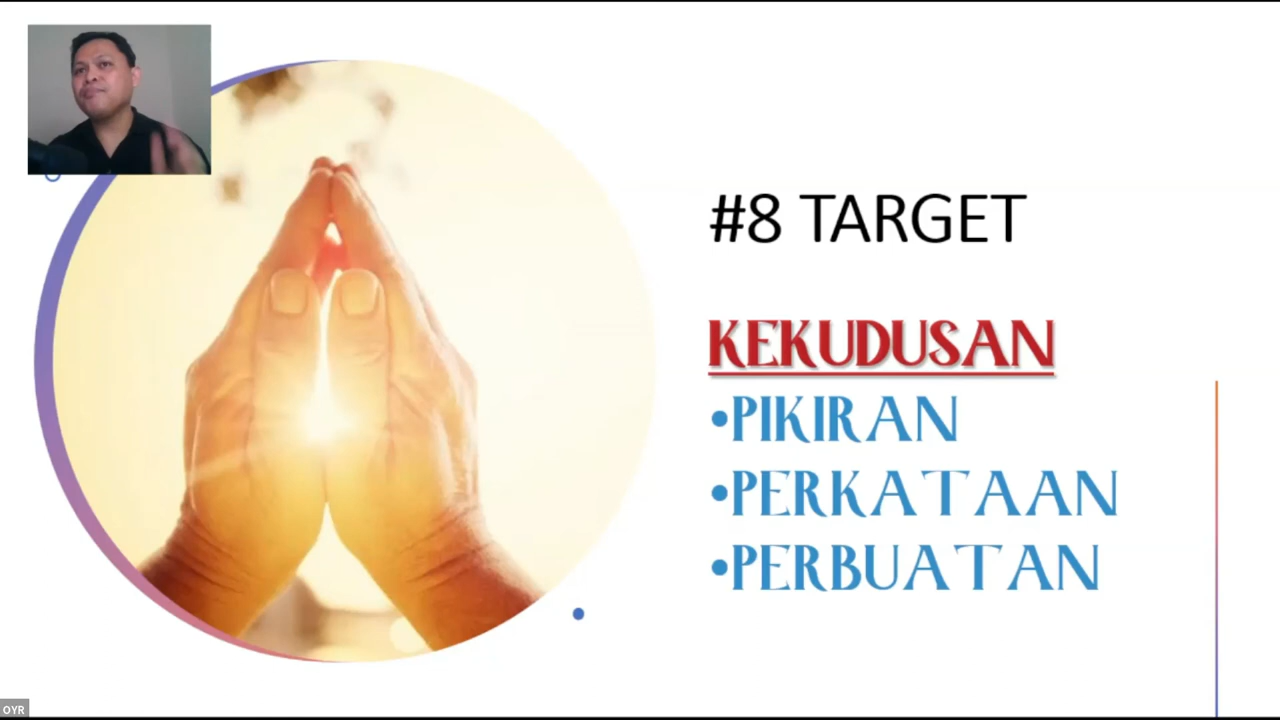 #8 TARGET
KEKUDUSAN
•PIKIRAN
•PERKATAAN
•PERBUATAN
OYR